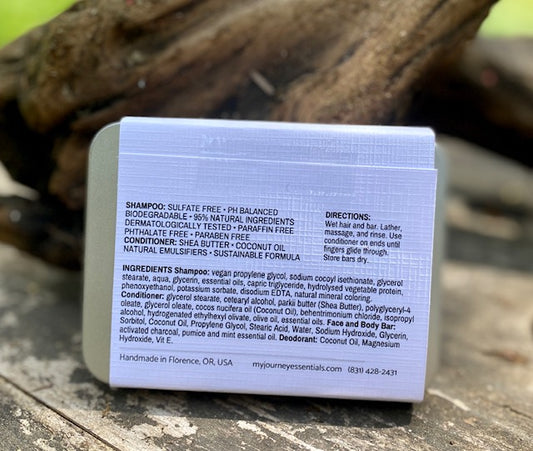 SHAMPOO: SULFATE FREE • PH BALANCED
BIODEGRADABLE • 95% NATURAL INGREDIENTS
DERMATOLOGICALLY TESTED • PARAFFIN FREE
PHTHALATE FREE • PARABEN FREE
CONDITIONER: SHEA BUTTER • COCONUT OIL
NATURAL EMULSIFIERS • SUSTAINABLE FORMULA
DIRECTIONS:
Wet hair and bar. Lather,
massage, and rinse. Use
conditioner on ends until
fingers glide through.
Store bars dry.
INGREDIENTS Shampoo: vegan propylene glycol, sodium cocoyl isethionate, glycerol
stearate, aqua, glycerin, essential oils, capric triglyceride, hydrolysed vegetable protein,
phenoxyethanol, potassium sorbate, disodium EDTA, natural mineral coloring.
Conditioner: glycerol stearate, cetearyl alcohol, parkii butter (Shea Butter), polyglyceryl-4
oleate, glycerol oleate, cocos nucifera oil (Coconut Oil), behentrimonium chloride, isopropyl
alcohol, hydrogenated ethylhexyl olivate, olive oil, essential oils. Face and Body Bar:
Sorbitol, Coconut Oil, Propylene Glycol, Stearic Acid, Water, Sodium Hydroxide, Glycerin,
activated charcoal, pumice and mint essential oil. Deodorant: Coconut Oil, Magnesium
Hydroxide, Vit E.
Handmade in Florence, OR, USA myjourneyessentials.com (831) 428-2431